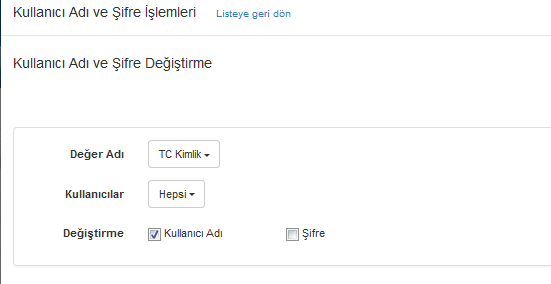 Kullanıcı Adı ve Şifre İşlemleri Listeye geri dön
Kullanıcı Adı ve Şifre Değiştirme
Değer Adı TC Kimlik
Kullanıcılar Hepsi
Değiştirme Kullanıcı Adı Şifre